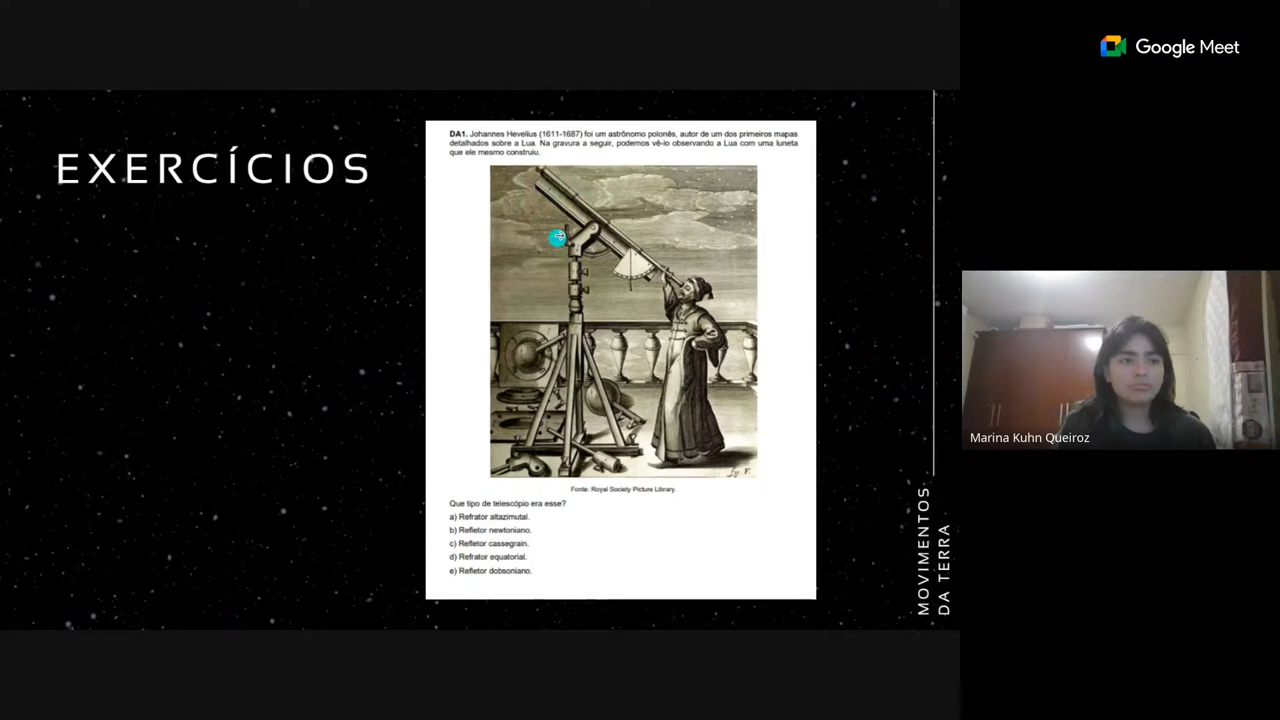 Google Meet
EXERCÍCIOS
DA1. Johannes Hevelius (1611-1687) foi um astrônomo polonês, autor de um dos primeiros mapas
detalhados sobre a Lua. Na gravura a seguir, podemos vê-lo observando a Lua com uma luneta
que ele mesmo construiu.
Fonte: Royal Society Picture Library.
Que tipo de telescópio era esse?
a) Refrator altazimutal.
b) Refletor newtoniano.
c) Refletor cassegrain.
d) Refrator equatorial.
e) Refletor dobsoniano.
MOVIMENTOS
DA TERRA
Marina Kuhn Queiroz